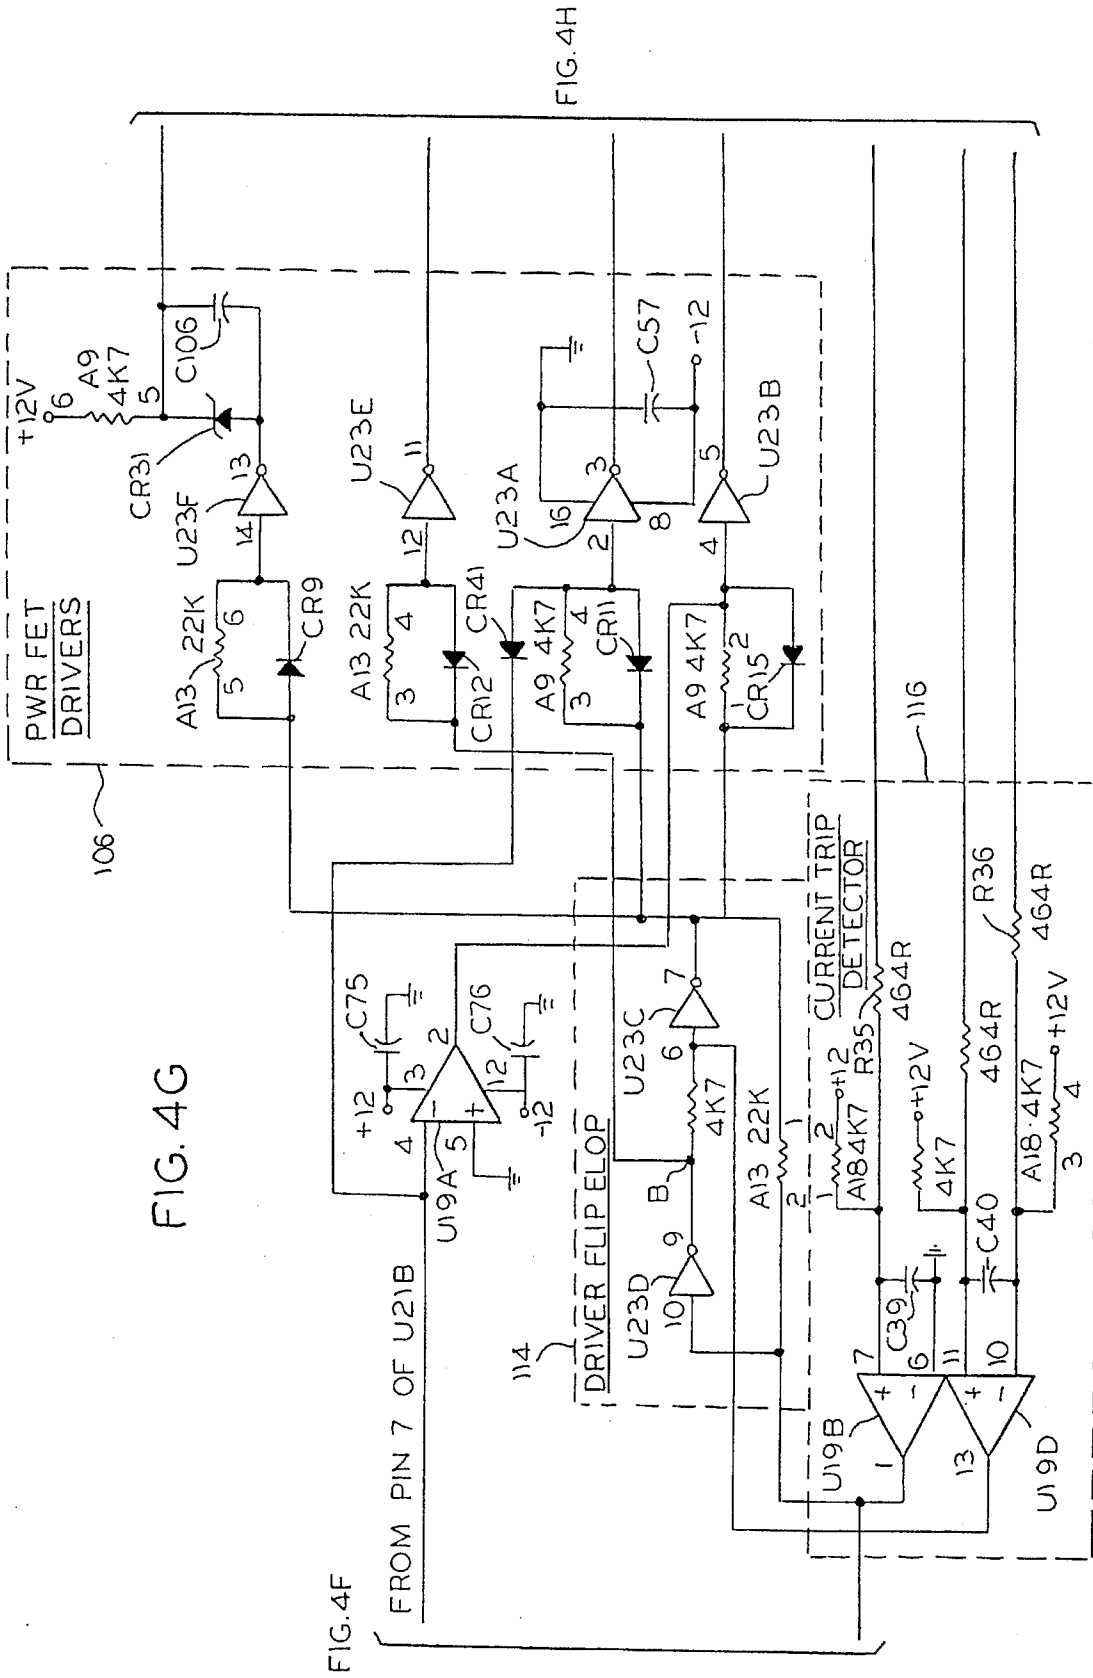 FIG. 4G
FIG. 4F
FROM PIN 7 OF U21B
FIG. 4H
106
PWR FET
DRIVERS
+12V
6
A9
4K7
5
CR31
C106
U23F
13
14
A13
22K
5
6
CR9
U23E
11
12
A13 22K
3
4
CR12
CR41
U23A
16
3
2
8
C57
-12
A9 4K7
3
4
CR11
U23B
5
4
A9 4K7
1
2
CR15
+12
C75
3
4
2
5
12
C76
-12
U19A
-
+
114
DRIVER FLIP ELOP
U23D
10
9
B
4K7
6
7
U23C
A13 22K
2
1
116
CURRENT TRIP
DETECTOR
1
2
+12
A18 4K7
R35
464R
+12V
4K7
464R
R36
464R
A18·4K7
3
4
+12V
C39
C40
7
6
11
10
+
-
+
-
U19B
1
13
U19D